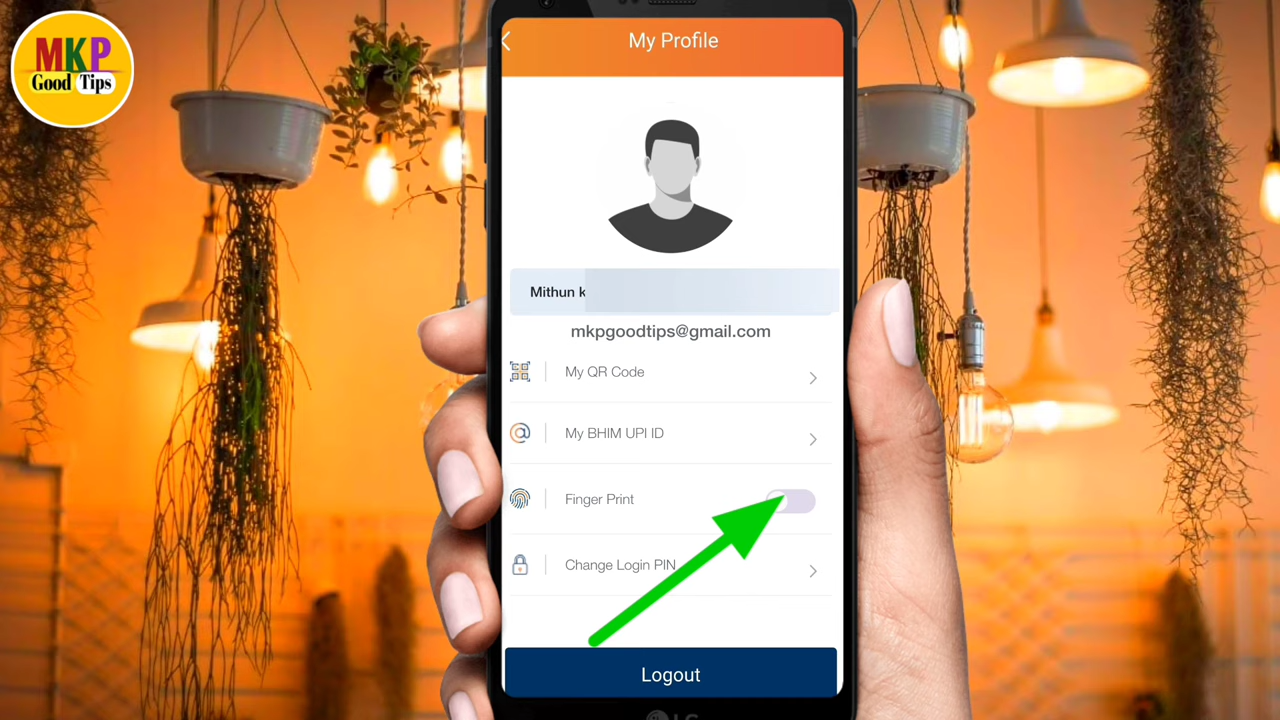 MKP
Good Tips
My Profile
Mithun k
mkpgoodtips@gmail.com
My QR Code
My BHIM UPI ID
Finger Print
Change Login PIN
Logout
LG